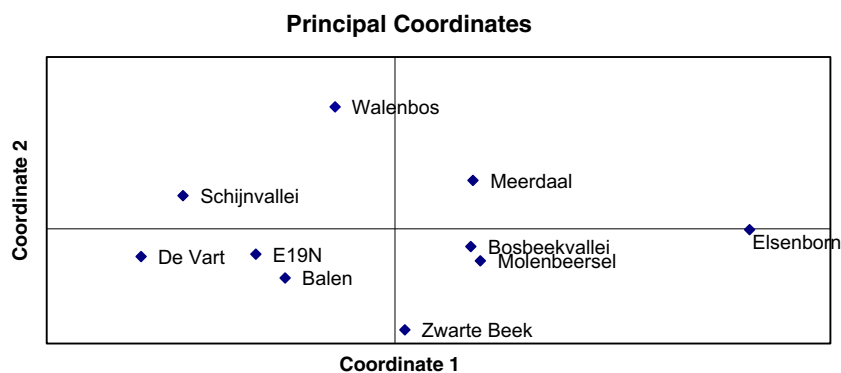 Principal Coordinates
Walenbos
Meerdaal
Schijnvallei
Elsenborn
Bosbeekvallei
De Vart
E19N
Molenbeersel
Balen
Zwarte Beek
Coordinate 2
Coordinate 1